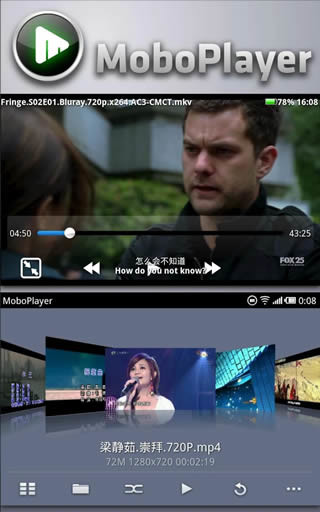 MoboPlayer
Fringe.S02E01.Bluray.720p.x264.AC3-CMCT.mkv
78% 16:08
04:50
43:25
怎么会不知道
How do you not know?
FOX25
MoboPlayer
0:08
梁静茹.崇拜.720P.mp4
72M 1280x720 00:02:19